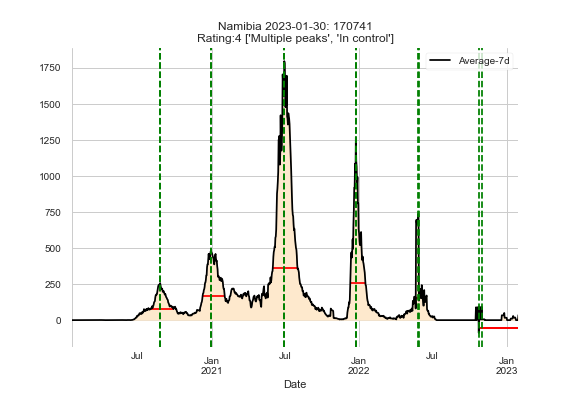 Namibia 2023-01-30: 170741
Rating:4 ['Multiple peaks', 'In control']
Average-7d
1750
1500
1250
1000
750
500
250
0
Jul Jan Jul Jan Jul Jan
2021 2022 2023
Date